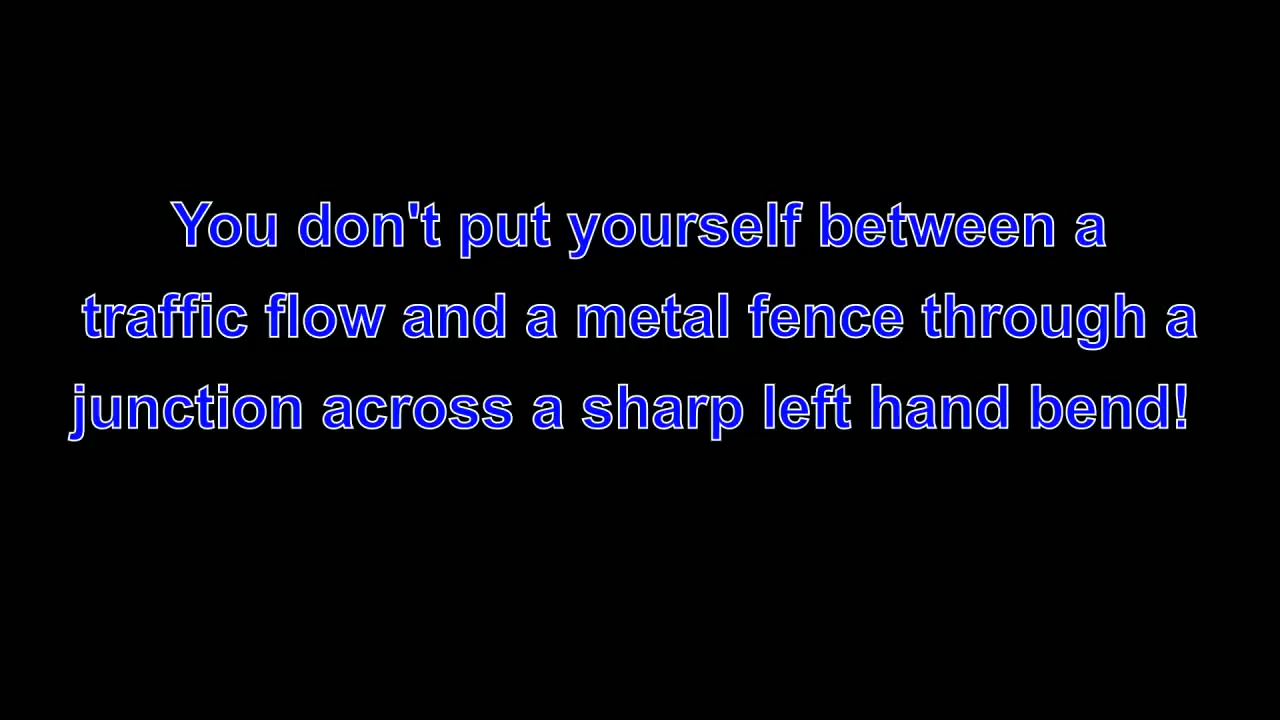 You don't put yourself between a
traffic flow and a metal fence through a
junction across a sharp left hand bend!